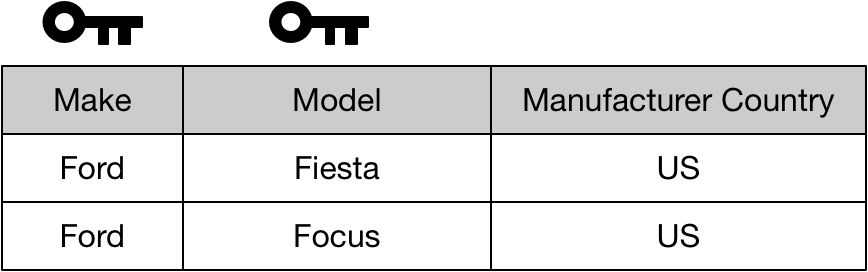 Make Model Manufacturer Country
Ford Fiesta US
Ford Focus US